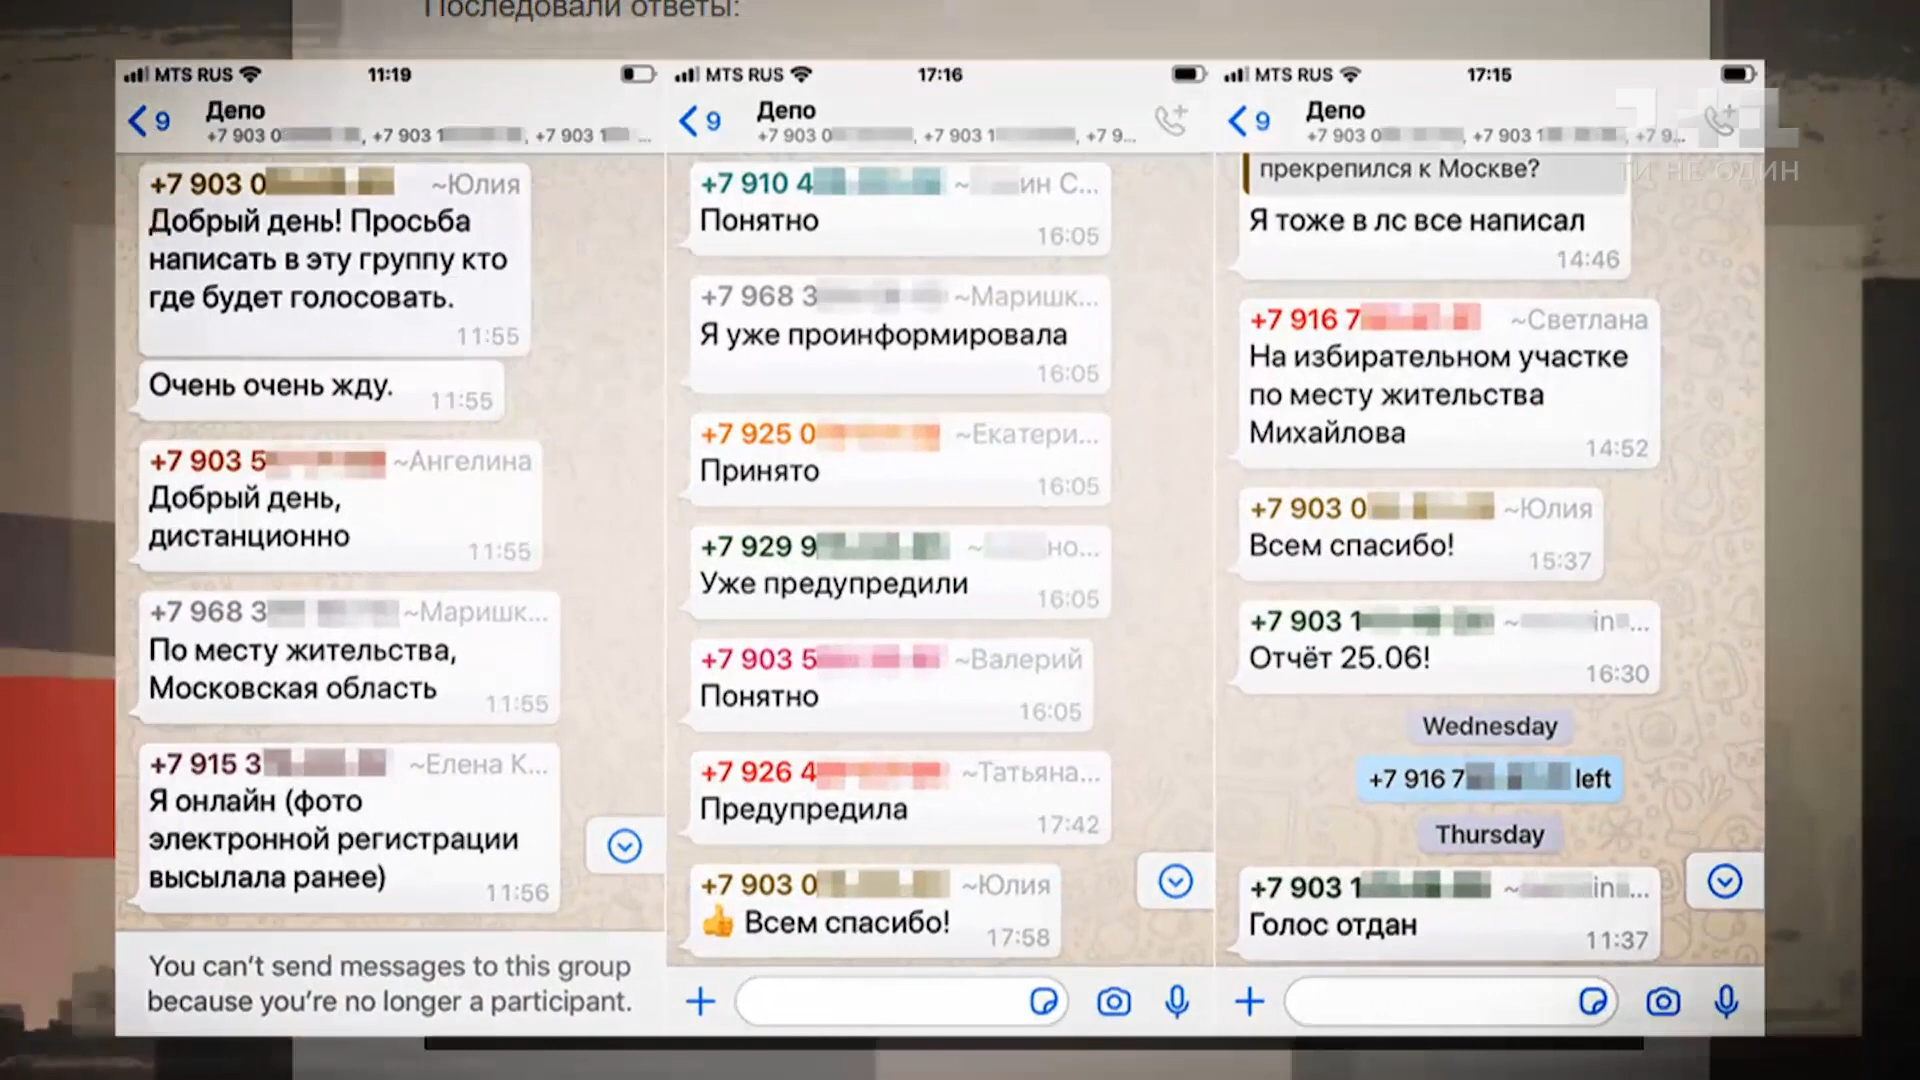 Последовали ответы:
MTS RUS 11:19
9 Депо
+7 903 0 , +7 903 1 , +7 903 1 ...
+7 903 0 ~Юлия
Добрый день! Просьба
написать в эту группу кто
где будет голосовать.
11:55
Очень очень жду.
11:55
+7 903 5 ~Ангелина
Добрый день,
дистанционно
11:55
+7 968 3 ~Маришк...
По месту жительства,
Московская область
11:55
+7 915 3 ~Елена К...
Я онлайн (фото
электронной регистрации
высылала ранее)
11:56
You can't send messages to this group
because you're no longer a participant.
MTS RUS 17:16
9 Депо
+7 903 0 , +7 903 1 , +7 9...
+7 910 4 ~ ин С...
Понятно
16:05
+7 968 3 ~Маришк...
Я уже проинформировала
16:05
+7 925 0 ~Екатери...
Принято
16:05
+7 929 9 ~ но...
Уже предупредили
16:05
+7 903 5 ~Валерий
Понятно
16:05
+7 926 4 ~Татьяна...
Предупредила
17:42
+7 903 0 ~Юлия
👍 Всем спасибо!
17:58
MTS RUS 17:15
9 Депо
+7 903 0 , +7 903 1 , +7 9...
1+1
ТИ НЕ ОДИН
прекрепился к Москве?
Я тоже в лс все написал
14:46
+7 916 7 ~Светлана
На избирательном участке
по месту жительства
Михайлова
14:52
+7 903 0 ~Юлия
Всем спасибо!
15:37
+7 903 1 ~ in ...
Отчёт 25.06!
16:30
Wednesday
+7 916 7 left
Thursday
+7 903 1 ~ in ...
Голос отдан
11:37